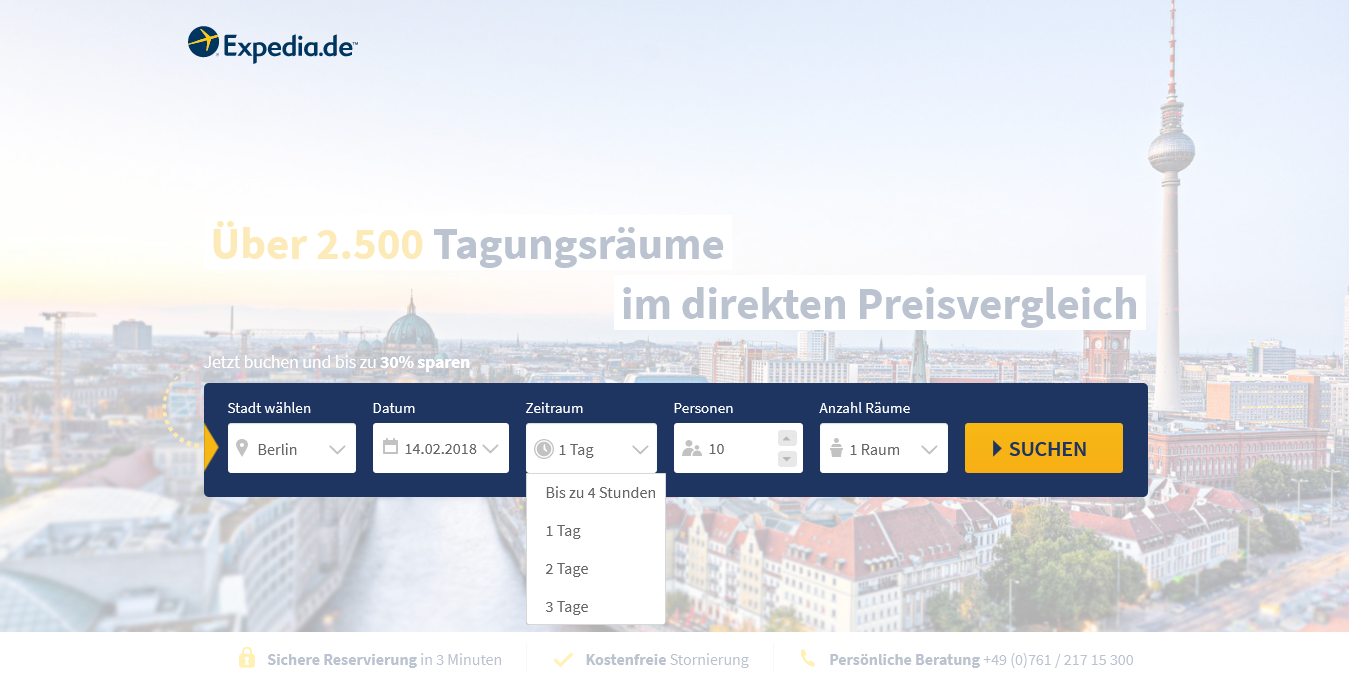 Expedia.de™
Über 2.500 Tagungsräume
im direkten Preisvergleich
Jetzt buchen und bis zu 30% sparen
Stadt wählen Datum Zeitraum Personen Anzahl Räume
Berlin 14.02.2018 1 Tag 10 1 Raum SUCHEN
Bis zu 4 Stunden
1 Tag
2 Tage
3 Tage
Sichere Reservierung in 3 Minuten Kostenfreie Stornierung Persönliche Beratung +49 (0)761 / 217 15 300